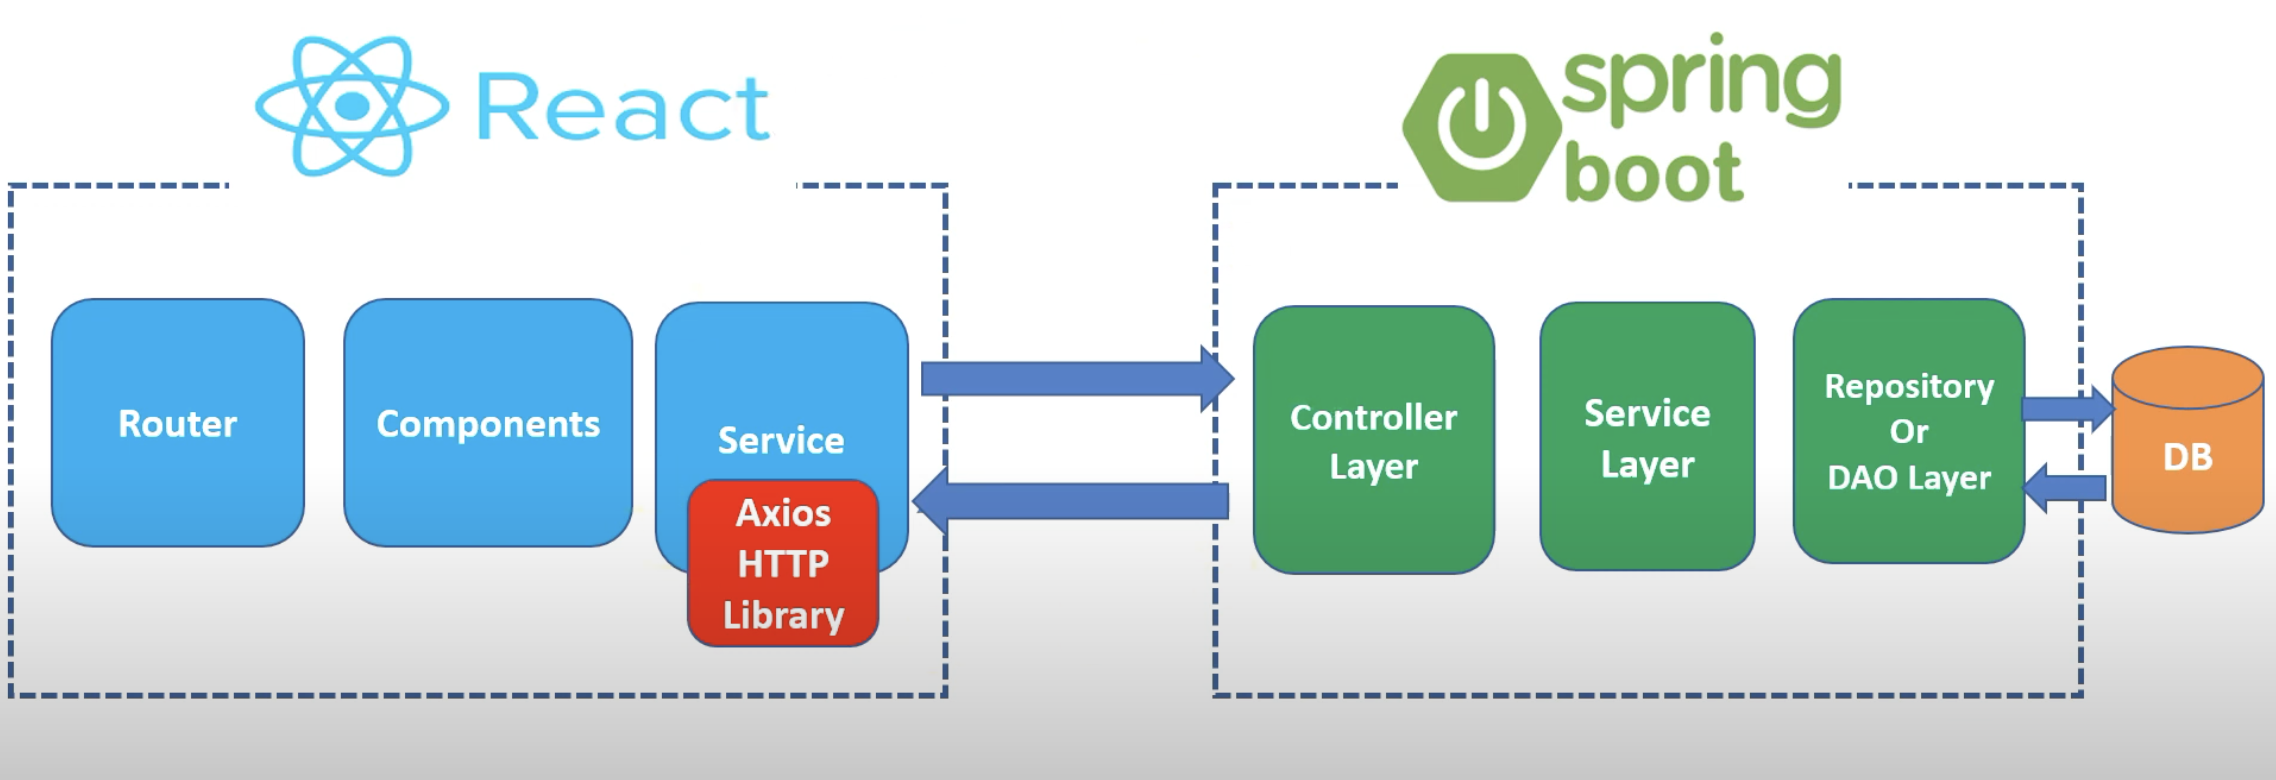 React
spring
boot
Router
Components
Service
Axios
HTTP
Library
Controller
Layer
Service
Layer
Repository
Or
DAO Layer
DB